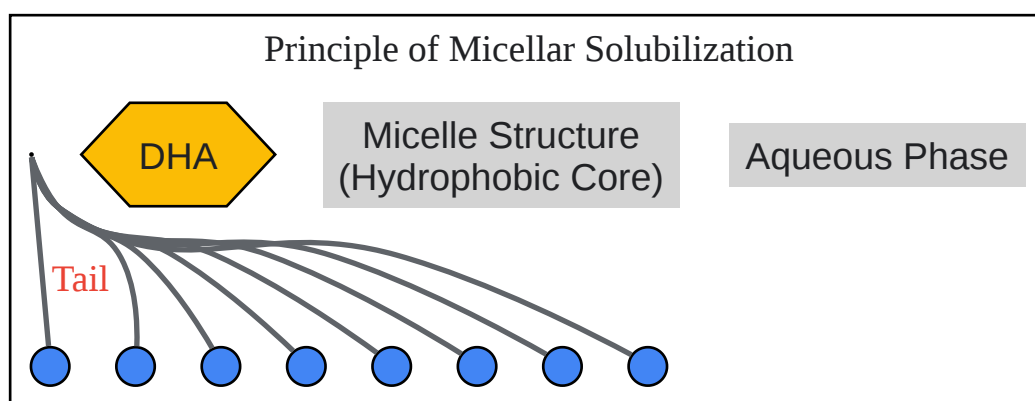 Principle of Micellar Solubilization
DHA
Micelle Structure
(Hydrophobic Core)
Aqueous Phase
Tail